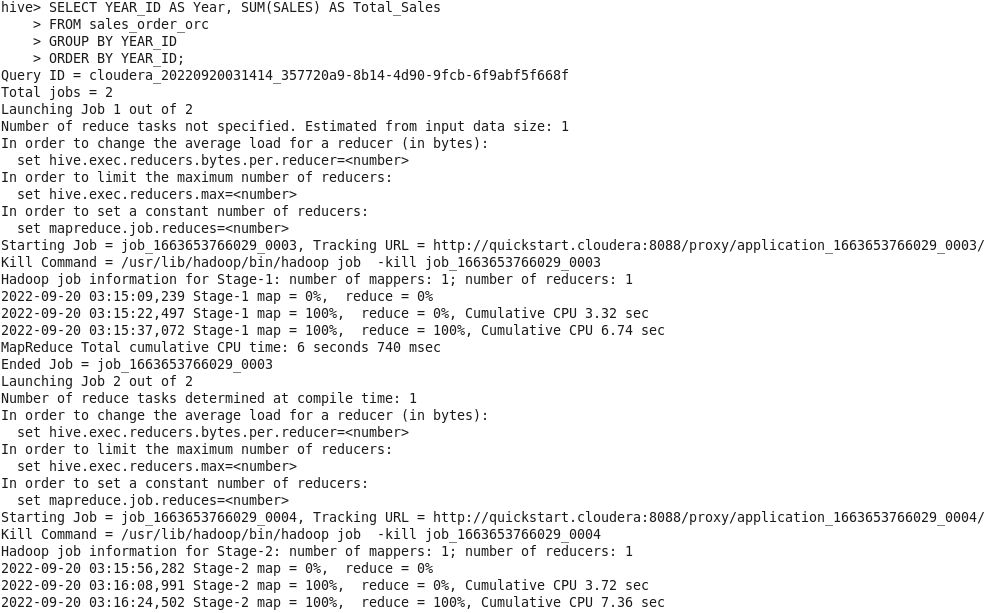 hive> SELECT YEAR_ID AS Year, SUM(SALES) AS Total_Sales
    > FROM sales_order_orc
    > GROUP BY YEAR_ID
    > ORDER BY YEAR_ID;
Query ID = cloudera_20220920031414_357720a9-8b14-4d90-9fcb-6f9abf5f668f
Total jobs = 2
Launching Job 1 out of 2
Number of reduce tasks not specified. Estimated from input data size: 1
In order to change the average load for a reducer (in bytes):
  set hive.exec.reducers.bytes.per.reducer=<number>
In order to limit the maximum number of reducers:
  set hive.exec.reducers.max=<number>
In order to set a constant number of reducers:
  set mapreduce.job.reduces=<number>
Starting Job = job_1663653766029_0003, Tracking URL = http://quickstart.cloudera:8088/proxy/application_1663653766029_0003/
Kill Command = /usr/lib/hadoop/bin/hadoop job  -kill job_1663653766029_0003
Hadoop job information for Stage-1: number of mappers: 1; number of reducers: 1
2022-09-20 03:15:09,239 Stage-1 map = 0%,  reduce = 0%
2022-09-20 03:15:22,497 Stage-1 map = 100%,  reduce = 0%, Cumulative CPU 3.32 sec
2022-09-20 03:15:37,072 Stage-1 map = 100%,  reduce = 100%, Cumulative CPU 6.74 sec
MapReduce Total cumulative CPU time: 6 seconds 740 msec
Ended Job = job_1663653766029_0003
Launching Job 2 out of 2
Number of reduce tasks determined at compile time: 1
In order to change the average load for a reducer (in bytes):
  set hive.exec.reducers.bytes.per.reducer=<number>
In order to limit the maximum number of reducers:
  set hive.exec.reducers.max=<number>
In order to set a constant number of reducers:
  set mapreduce.job.reduces=<number>
Starting Job = job_1663653766029_0004, Tracking URL = http://quickstart.cloudera:8088/proxy/application_1663653766029_0004/
Kill Command = /usr/lib/hadoop/bin/hadoop job  -kill job_1663653766029_0004
Hadoop job information for Stage-2: number of mappers: 1; number of reducers: 1
2022-09-20 03:15:56,282 Stage-2 map = 0%,  reduce = 0%
2022-09-20 03:16:08,991 Stage-2 map = 100%,  reduce = 0%, Cumulative CPU 3.72 sec
2022-09-20 03:16:24,502 Stage-2 map = 100%,  reduce = 100%, Cumulative CPU 7.36 sec